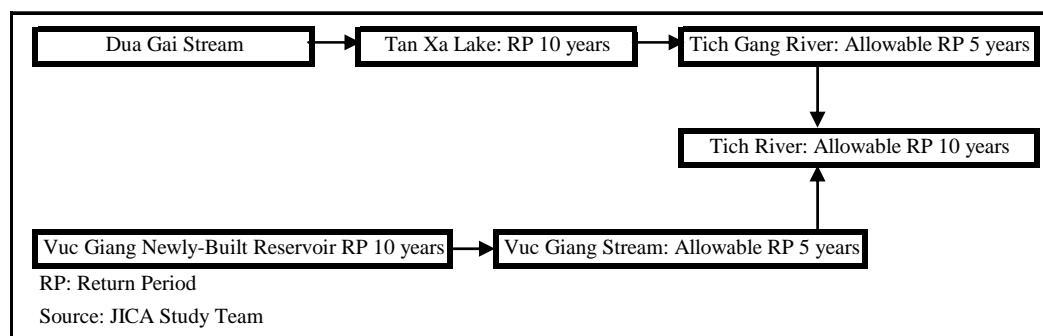 Dua Gai Stream
Tan Xa Lake: RP 10 years
Tich Gang River: Allowable RP 5 years
Tich River: Allowable RP 10 years
Vuc Giang Newly-Built Reservoir RP 10 years
Vuc Giang Stream: Allowable RP 5 years
RP: Return Period
Source: JICA Study Team